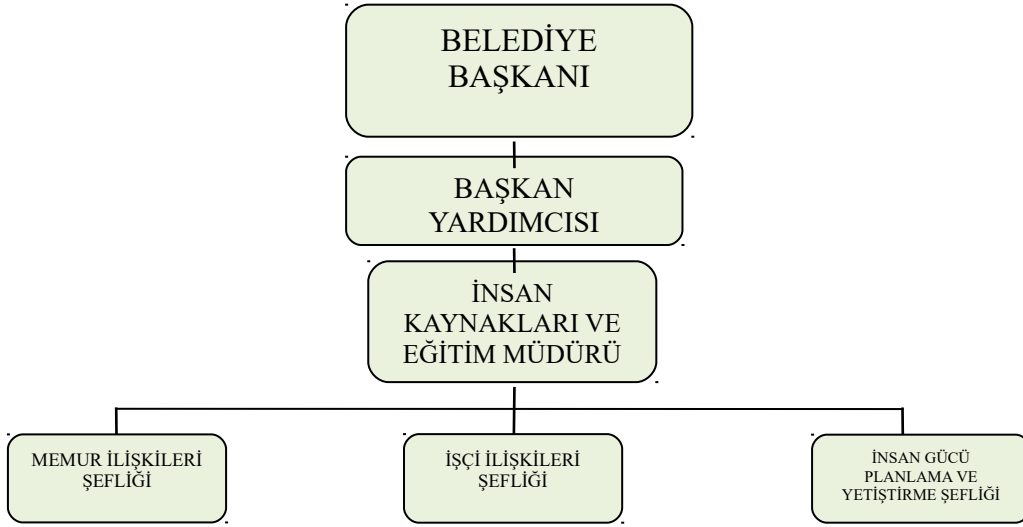 BELEDİYE
BAŞKANI
BAŞKAN
YARDIMCISI
İNSAN
KAYNAKLARI VE
EĞİTİM MÜDÜRÜ
MEMUR İLİŞKİLERİ
ŞEFLİĞİ
İŞÇİ İLİŞKİLERİ
ŞEFLİĞİ
İNSAN GÜCÜ
PLANLAMA VE
YETİŞTİRME ŞEFLİĞİ